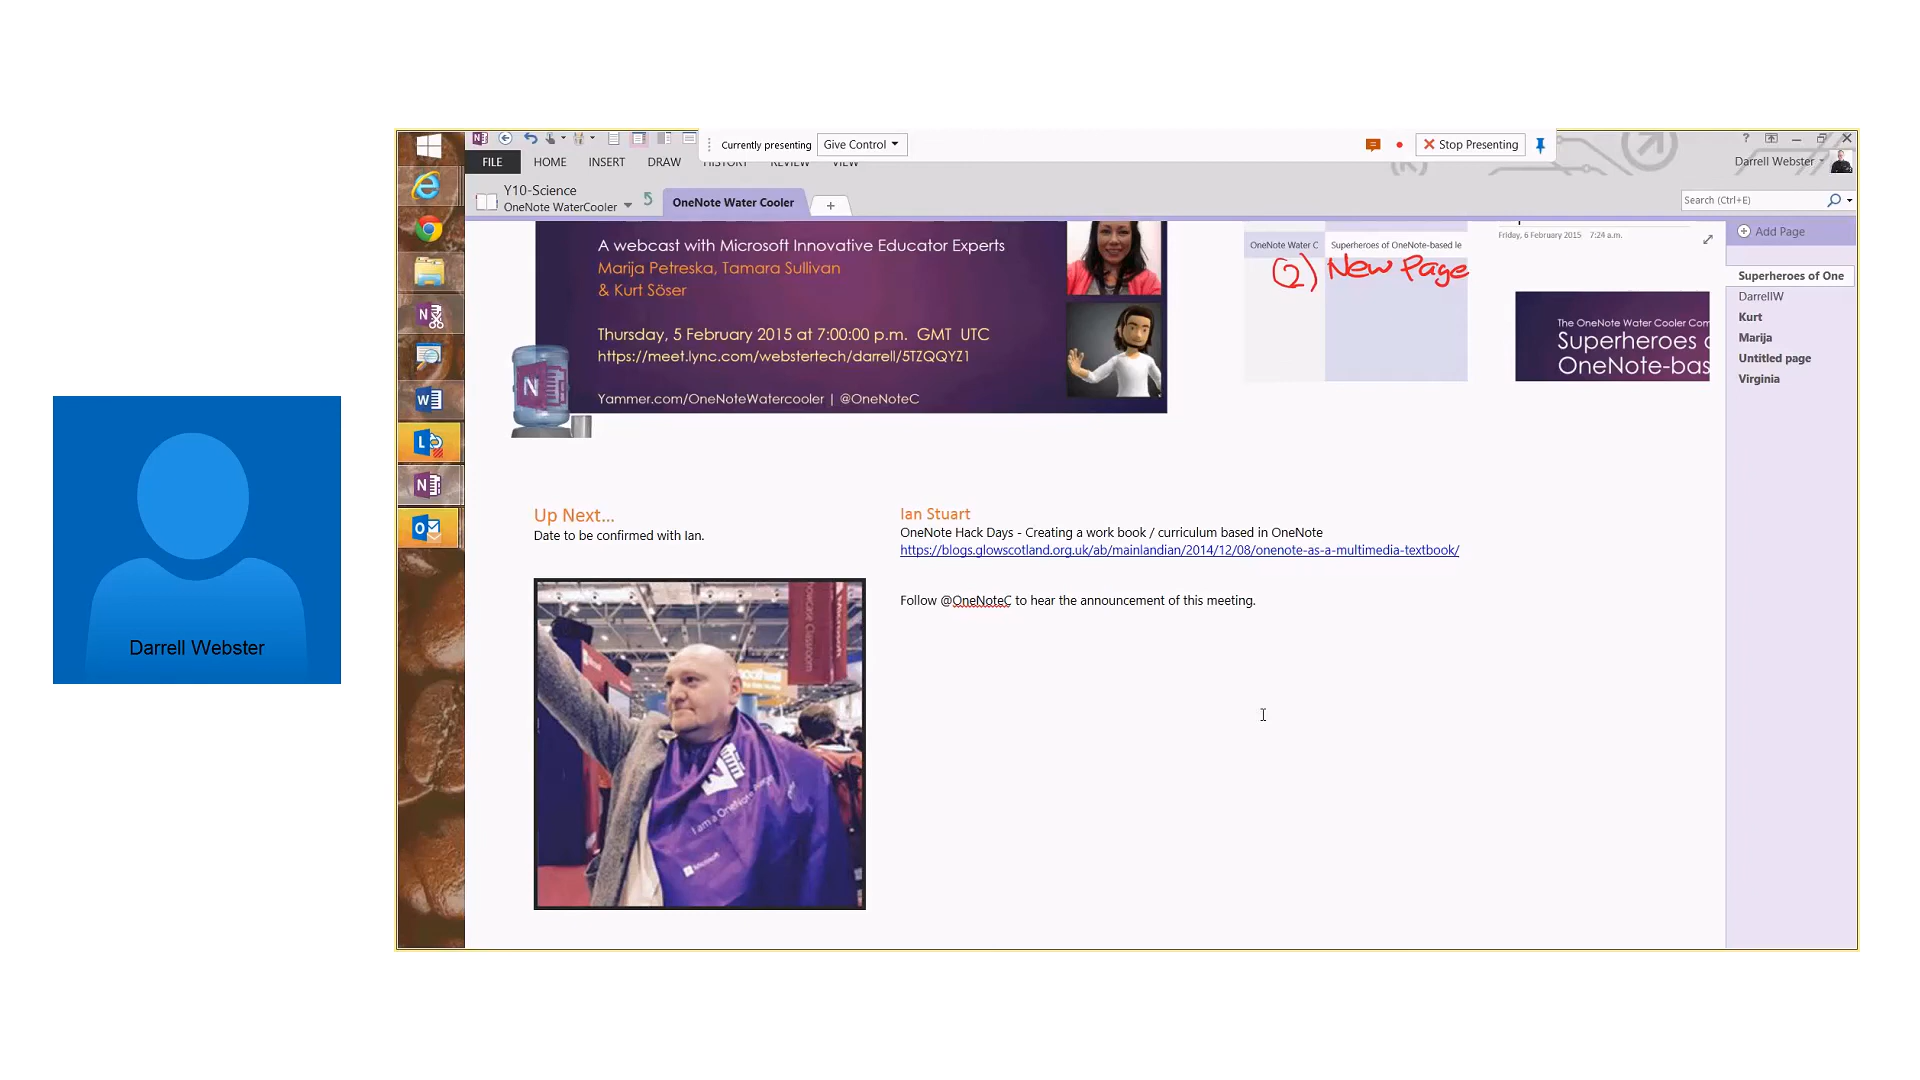 Darrell Webster
Currently presenting
Give Control
Stop Presenting
FILE
HOME
INSERT
DRAW
HISTORY
REVIEW
VIEW
Darrell Webster
Y10-Science
OneNote WaterCooler
OneNote Water Cooler
Search (Ctrl+E)
A webcast with Microsoft Innovative Educator Experts
Marija Petreska, Tamara Sullivan
& Kurt Söser
Thursday, 5 February 2015 at 7:00:00 p.m. GMT UTC
https://meet.lync.com/webstertech/darrell/5TZQQYZ1
Yammer.com/OneNoteWatercooler | @OneNoteC
OneNote Water C
Superheroes of OneNote-based le
2) New Page
Friday, 6 February 2015 7:24 a.m.
The OneNote Water Cooler Com
Superheroes o
OneNote-bas
Add Page
Superheroes of One
DarrellW
Kurt
Marija
Untitled page
Virginia
Up Next...
Date to be confirmed with Ian.
Ian Stuart
OneNote Hack Days - Creating a work book / curriculum based in OneNote
https://blogs.glowscotland.org.uk/ab/mainlandian/2014/12/08/onenote-as-a-multimedia-textbook/
Follow @OneNoteC to hear the announcement of this meeting.
I am a OneNote
Microsoft